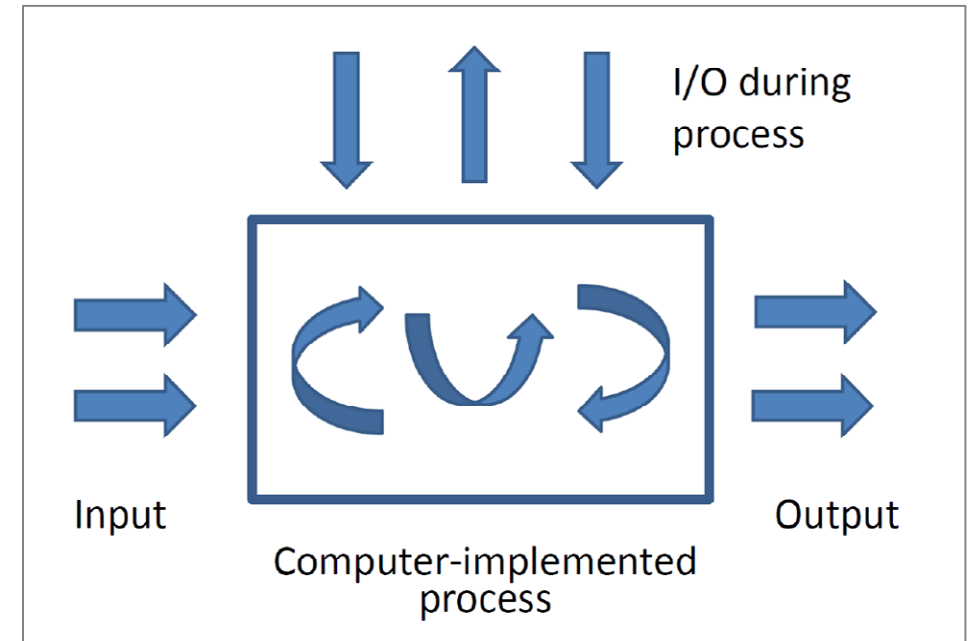 I/O during
process
Input
Output
Computer-implemented
process